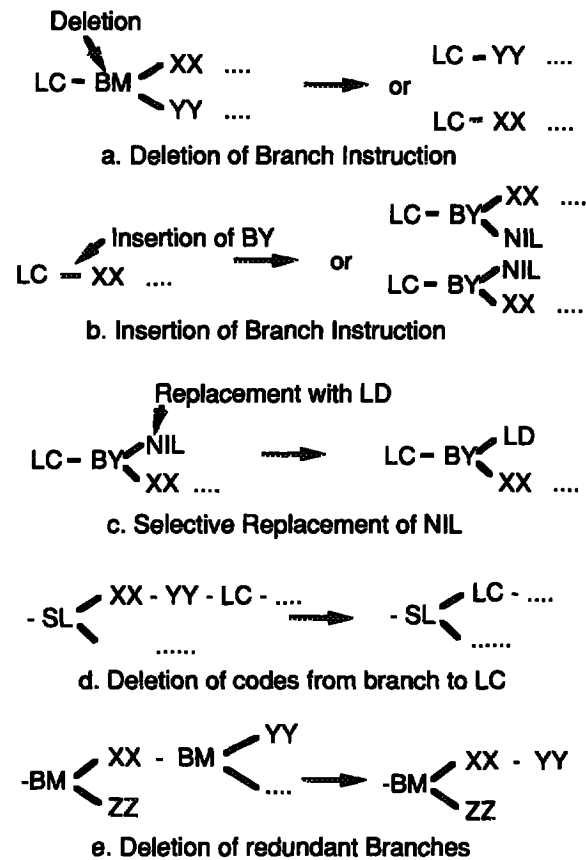 Deletion
LC - BM XX .... or LC - YY ....
YY .... LC - XX ....
a. Deletion of Branch Instruction
Insertion of BY
LC - XX .... or LC - BY XX ....
NIL
LC - BY NIL
XX ....
b. Insertion of Branch Instruction
Replacement with LD
LC - BY NIL LC - BY LD
XX .... XX ....
c. Selective Replacement of NIL
- SL XX - YY - LC - .... - SL LC - ....
...... ......
d. Deletion of codes from branch to LC
-BM XX - BM YY -BM XX - YY
ZZ .... ZZ
e. Deletion of redundant Branches